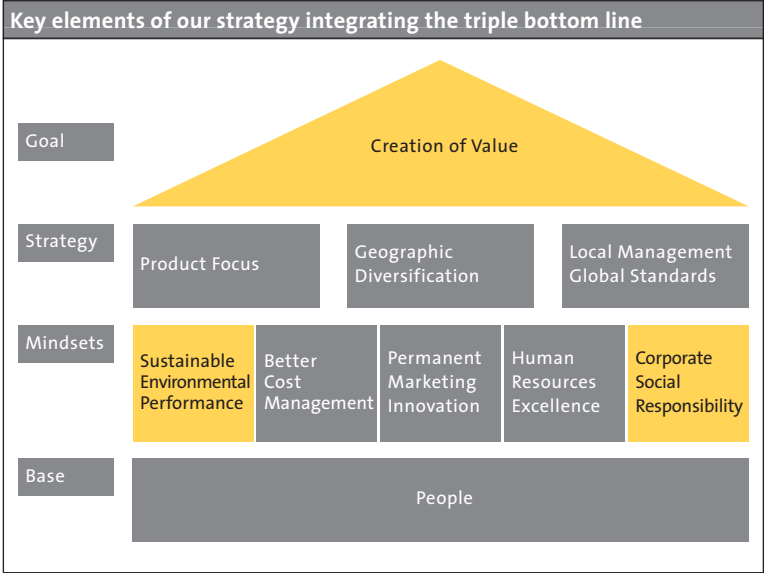 Key elements of our strategy integrating the triple bottom line
Goal
Creation of Value
Strategy
Product Focus
Geographic
Diversification
Local Management
Global Standards
Mindsets
Sustainable
Environmental
Performance
Better
Cost
Management
Permanent
Marketing
Innovation
Human
Resources
Excellence
Corporate
Social
Responsibility
Base
People